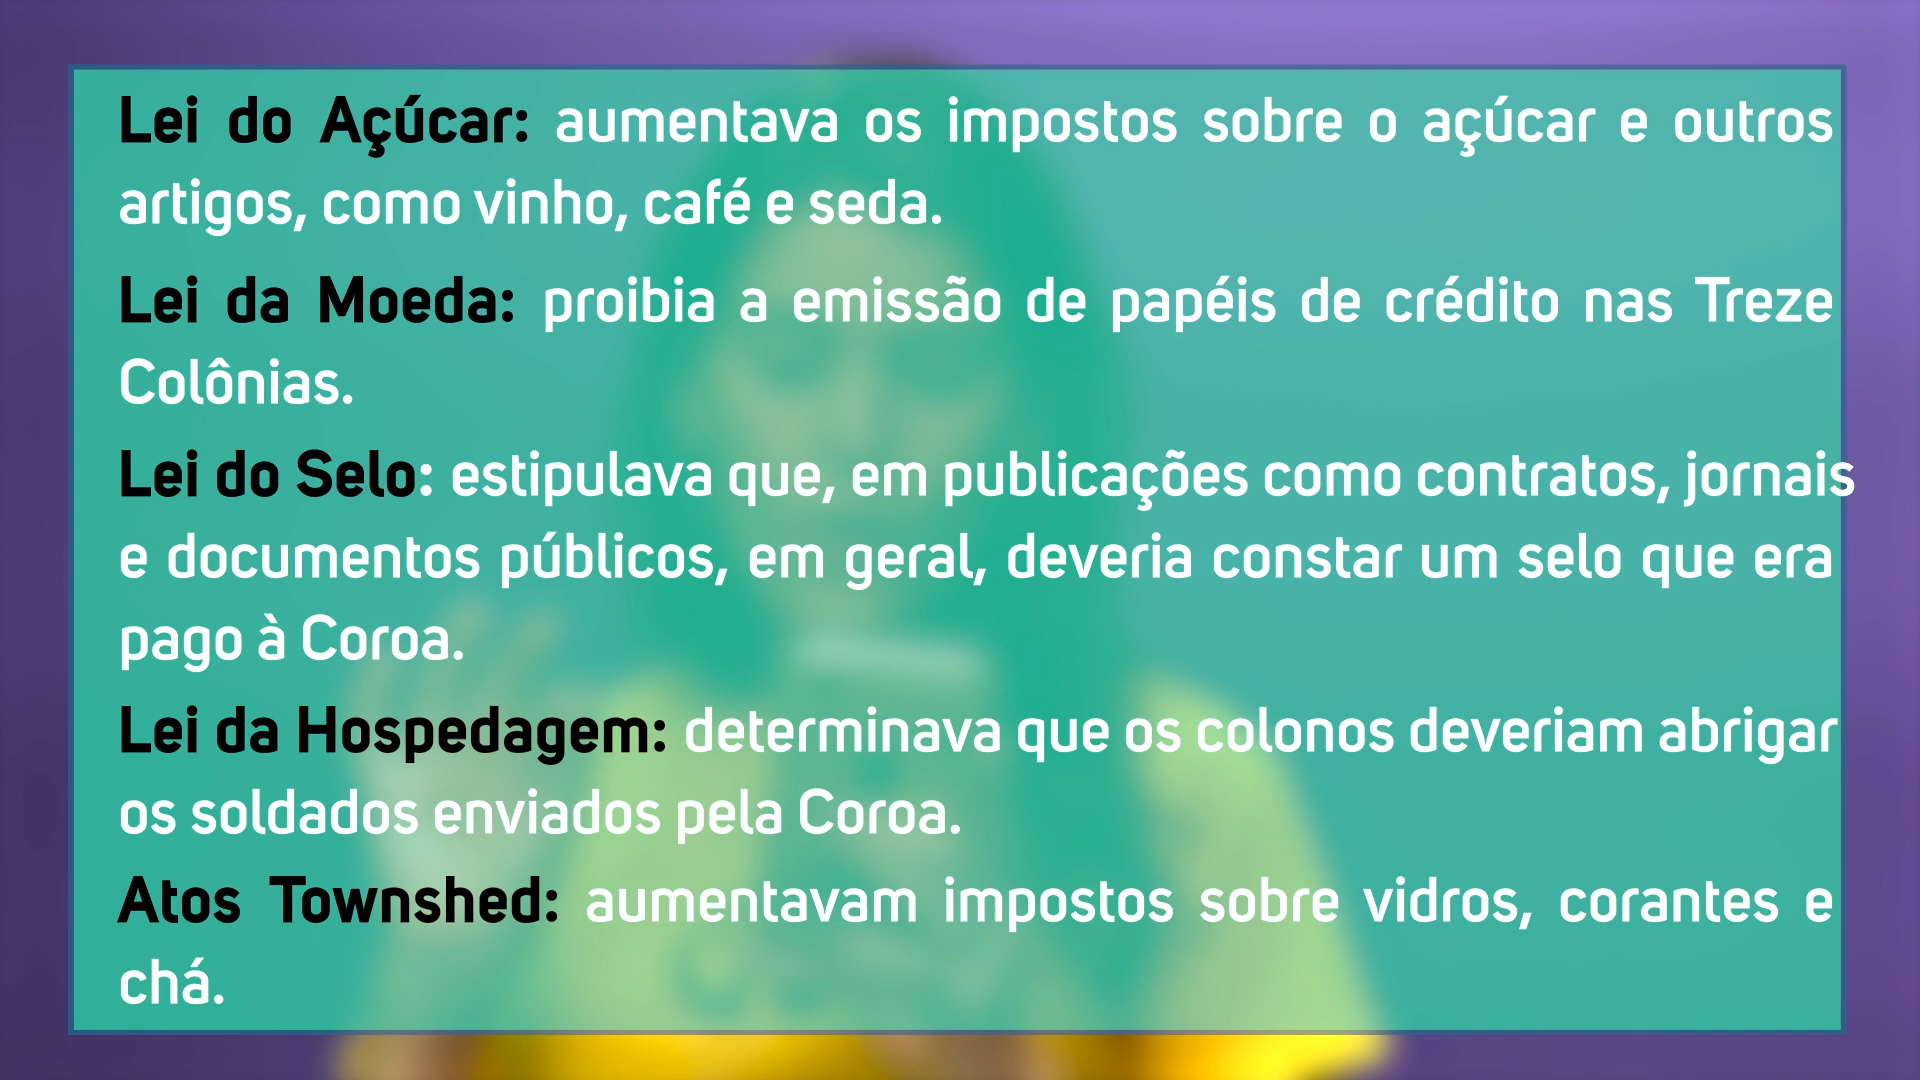 Lei do Açúcar: aumentava os impostos sobre o açúcar e outros
artigos, como vinho, café e seda.
Lei da Moeda: proibia a emissão de papéis de crédito nas Treze
Colônias.
Lei do Selo: estipulava que, em publicações como contratos, jornais
e documentos públicos, em geral, deveria constar um selo que era
pago à Coroa.
Lei da Hospedagem: determinava que os colonos deveriam abrigar
os soldados enviados pela Coroa.
Atos Townshed: aumentavam impostos sobre vidros, corantes e
chá.